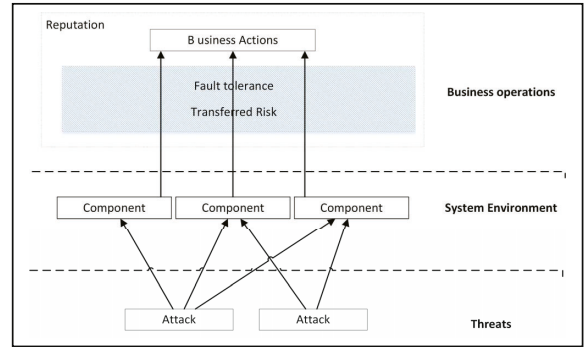 Reputation
B usiness Actions
Fault tolerance
Transferred Risk
Business operations
Component
Component
Component
System Environment
Attack
Attack
Threats